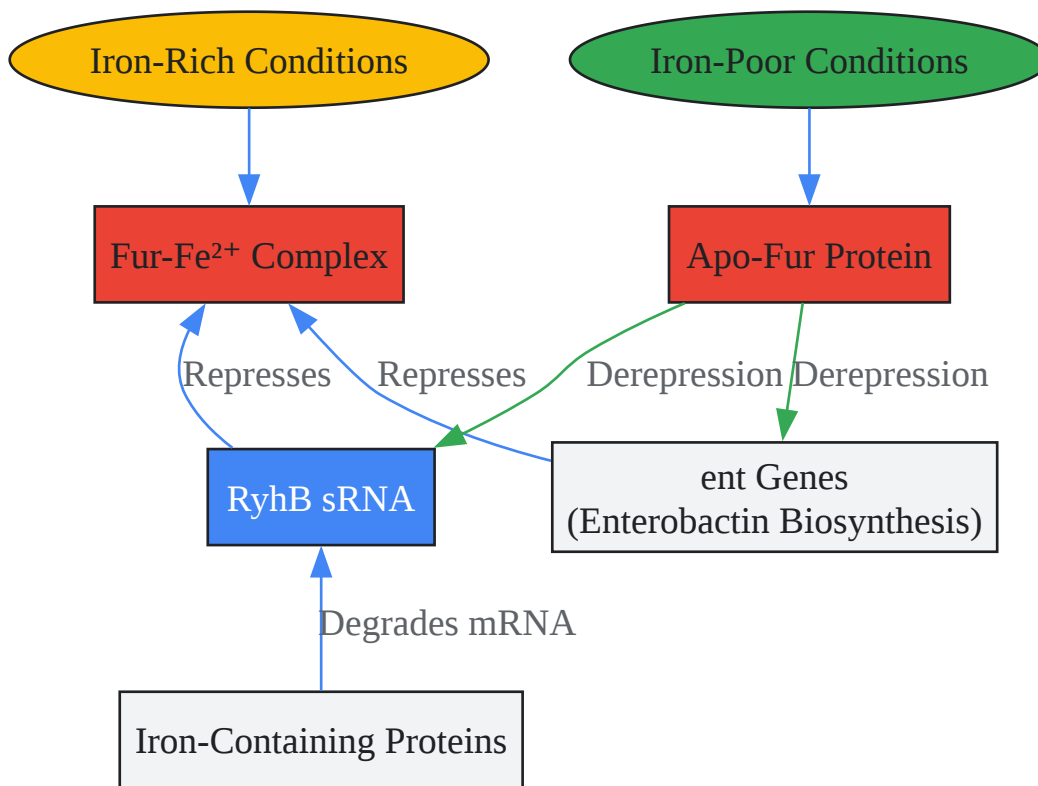 Iron-Rich Conditions
Iron-Poor Conditions
Fur-Fe²⁺ Complex
Apo-Fur Protein
Represses
Represses
Derepression
Derepression
RyhB sRNA
ent Genes
(Enterobactin Biosynthesis)
Degrades mRNA
Iron-Containing Proteins